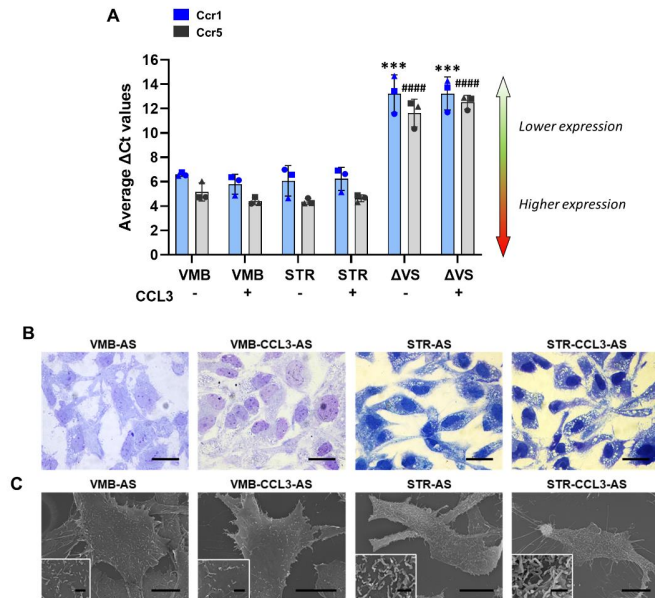 A
Ccr1
Ccr5
Average ΔCt values
16
14
12
10
8
6
4
2
0
*** #### *** ####
VMB VMB STR STR ΔVS ΔVS
CCL3 - + - + - +
Lower expression
Higher expression
B
VMB-AS VMB-CCL3-AS STR-AS STR-CCL3-AS
C
VMB-AS VMB-CCL3-AS STR-AS STR-CCL3-AS